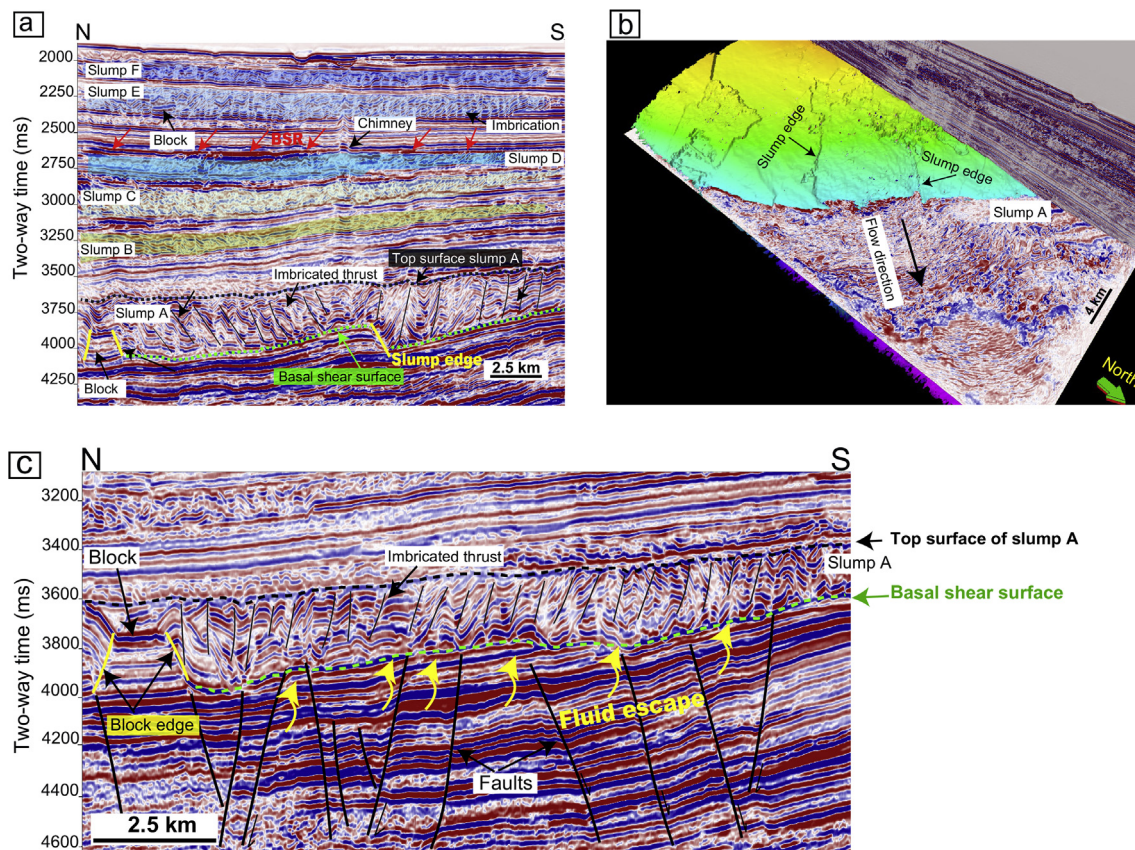 a
N
S
Two-way time (ms)
2000
2250
2500
2750
3000
3250
3500
3750
4000
4250
Slump F
Slump E
Block
Chimney
Imbrication
BSR
Slump D
Slump C
Slump B
Top surface slump A
Imbricated thrust
Slump A
Slump edge
Basal shear surface
Block
2.5 km
b
Slump edge
Slump edge
Slump A
Flow direction
4 km
North
c
N
S
Two-way time (ms)
3200
3400
3600
3800
4000
4200
4400
4600
Block
Imbricated thrust
Top surface of slump A
Slump A
Basal shear surface
Block edge
Fluid escape
Faults
2.5 km